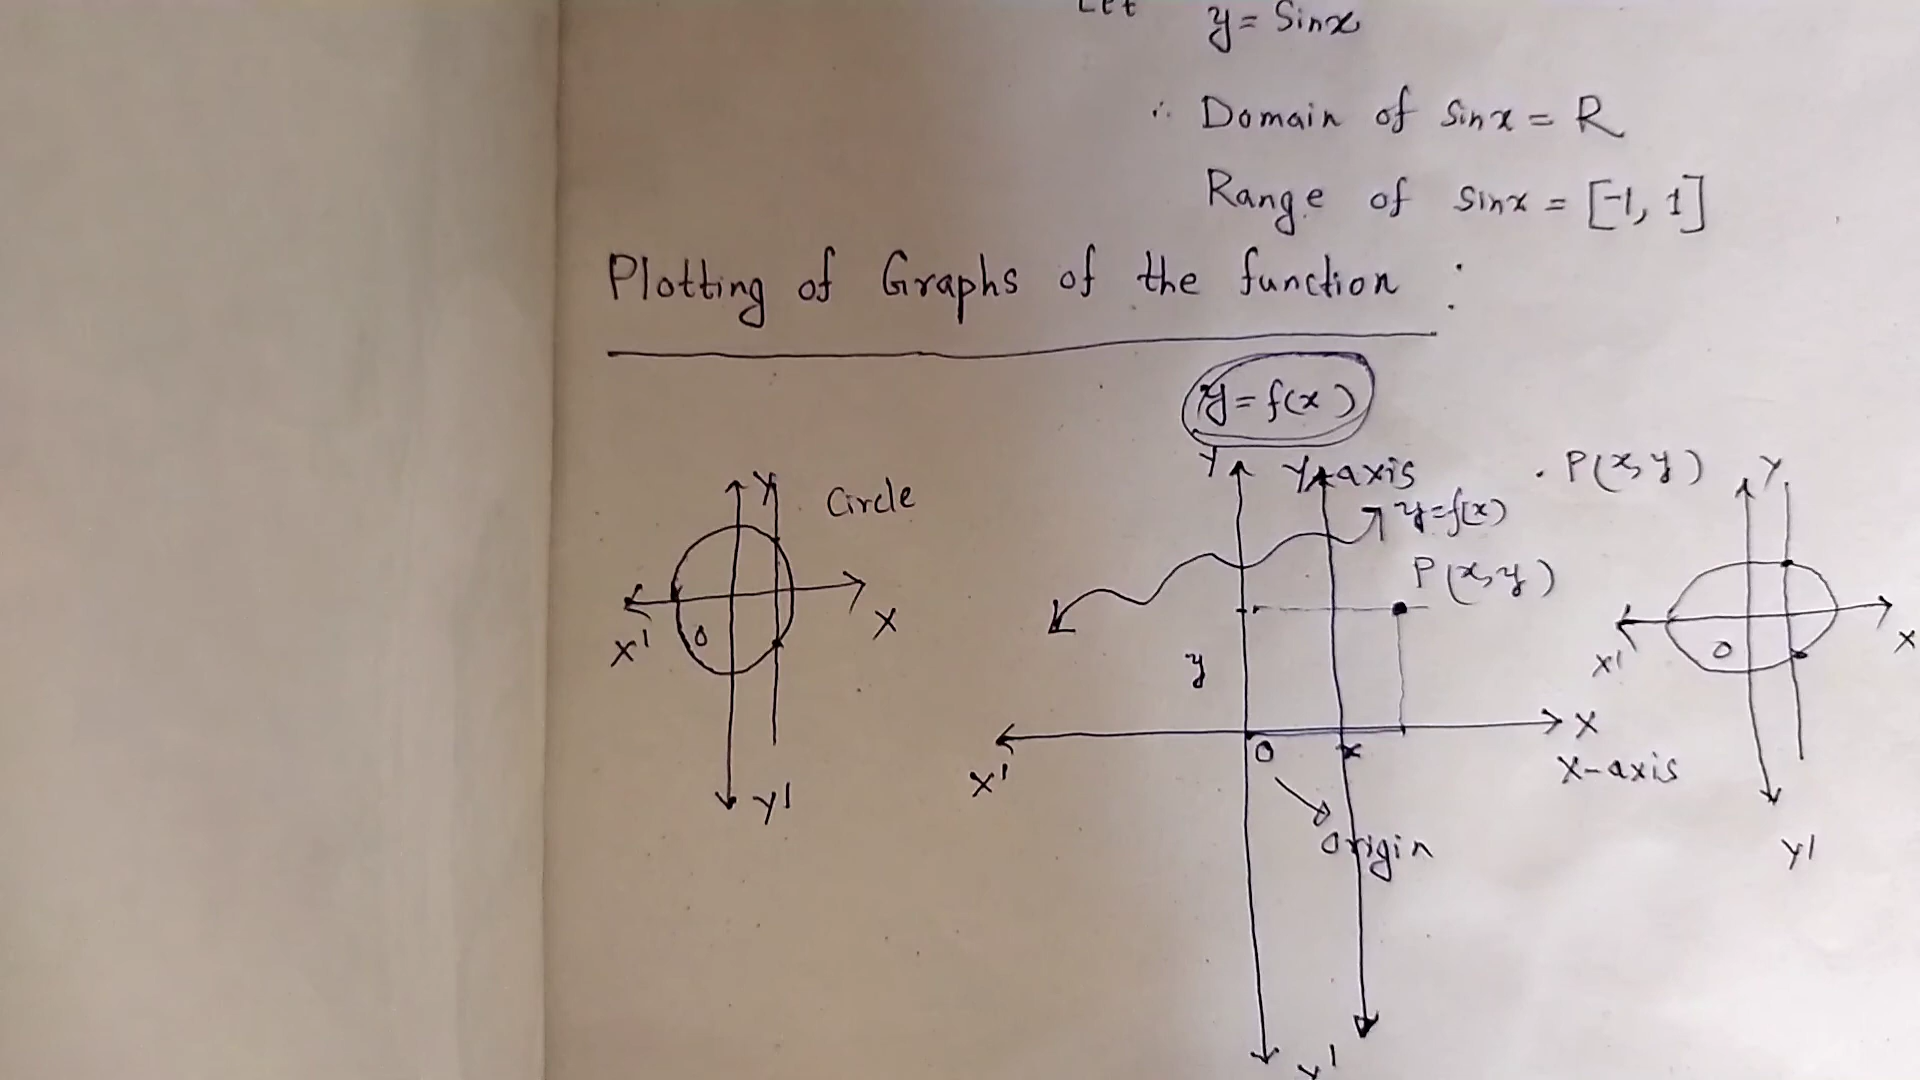 Let y = Sinx
∴ Domain of Sinx = R
Range of Sinx = [-1, 1]
Plotting of Graphs of the function :
y = f(x)
Y Y-axis
. P(x, y)
Y
Y
Circle
y=f(x)
P(x, y)
X' O X
y
X' O X
X' O x X
X-axis
Origin
Y'
Y'
Y'